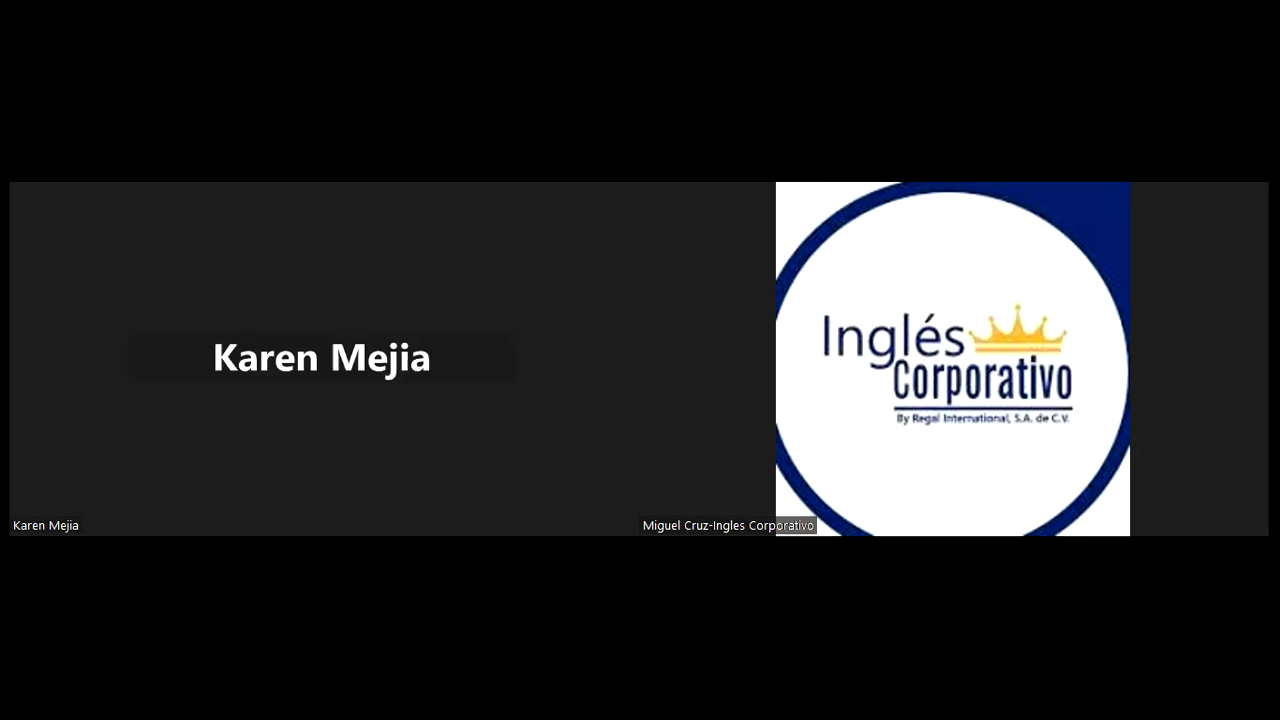 Karen Mejia
Karen Mejia
Inglés
Corporativo
By Regal International, S.A. de C.V.
Miguel Cruz-Ingles Corporativo